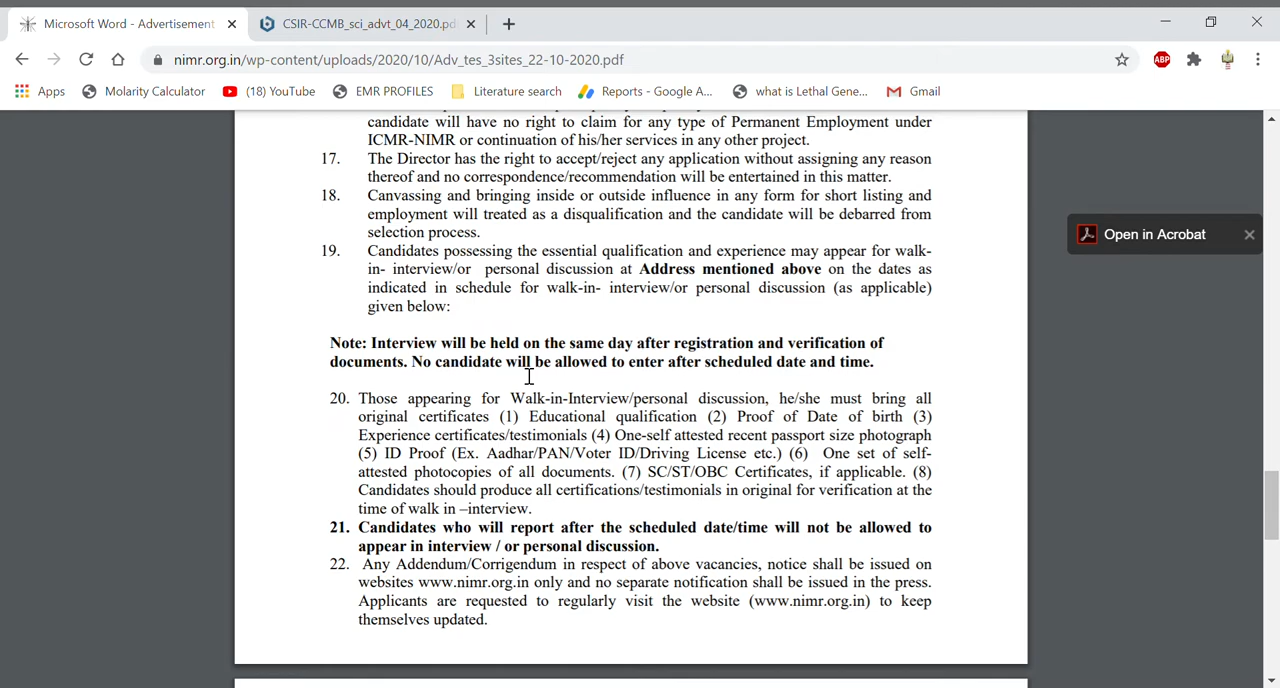 Microsoft Word - Advertisement
CSIR-CCMB_sci_advt_04_2020.pd
nimr.org.in/wp-content/uploads/2020/10/Adv_tes_3sites_22-10-2020.pdf
ABP
Apps
Molarity Calculator
(18) YouTube
EMR PROFILES
Literature search
Reports - Google A...
what is Lethal Gene...
Gmail
candidate will have no right to claim for any type of Permanent Employment under
ICMR-NIMR or continuation of his/her services in any other project.
17. The Director has the right to accept/reject any application without assigning any reason
thereof and no correspondence/recommendation will be entertained in this matter.
18. Canvassing and bringing inside or outside influence in any form for short listing and
employment will treated as a disqualification and the candidate will be debarred from
selection process.
19. Candidates possessing the essential qualification and experience may appear for walk-
in- interview/or personal discussion at Address mentioned above on the dates as
indicated in schedule for walk-in- interview/or personal discussion (as applicable)
given below:
Note: Interview will be held on the same day after registration and verification of
documents. No candidate will be allowed to enter after scheduled date and time.
20. Those appearing for Walk-in-Interview/personal discussion, he/she must bring all
original certificates (1) Educational qualification (2) Proof of Date of birth (3)
Experience certificates/testimonials (4) One-self attested recent passport size photograph
(5) ID Proof (Ex. Aadhar/PAN/Voter ID/Driving License etc.) (6) One set of self-
attested photocopies of all documents. (7) SC/ST/OBC Certificates, if applicable. (8)
Candidates should produce all certifications/testimonials in original for verification at the
time of walk in –interview.
21. Candidates who will report after the scheduled date/time will not be allowed to
appear in interview / or personal discussion.
22. Any Addendum/Corrigendum in respect of above vacancies, notice shall be issued on
websites www.nimr.org.in only and no separate notification shall be issued in the press.
Applicants are requested to regularly visit the website (www.nimr.org.in) to keep
themselves updated.
Open in Acrobat